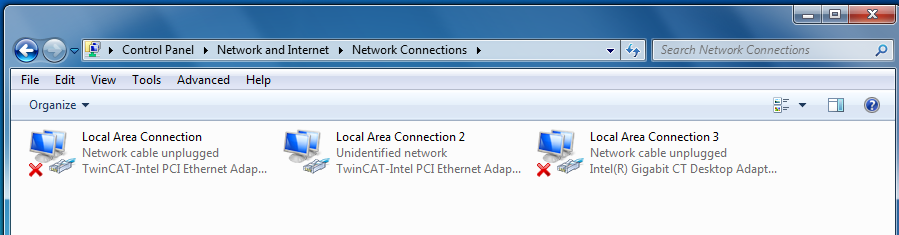 Control Panel Network and Internet Network Connections Search Network Connections
File Edit View Tools Advanced Help
Organize
Local Area Connection
Network cable unplugged
TwinCAT-Intel PCI Ethernet Adap...
Local Area Connection 2
Unidentified network
TwinCAT-Intel PCI Ethernet Adap...
Local Area Connection 3
Network cable unplugged
Intel(R) Gigabit CT Desktop Adapt...